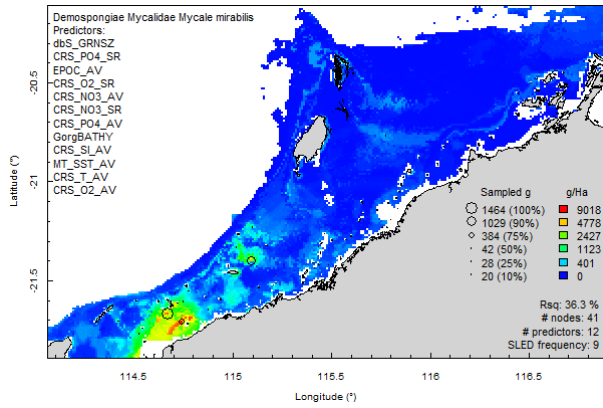 Demospongiae Mycalidae Mycale mirabilis
Predictors:
dbS_GRNSZ
CRS_PO4_SR
EPOC_AV
CRS_O2_SR
CRS_NO3_AV
CRS_NO3_SR
CRS_PO4_AV
GorgBATHY
CRS_SI_AV
MT_SST_AV
CRS_T_AV
CRS_O2_AV
20.5
21
-21.5
Latitude (°)
Sampled g
1464 (100%)
1029 (90%)
384 (75%)
42 (50%)
28 (25%)
20 (10%)
g/Ha
9018
4778
2427
1123
401
0
Rsq: 36.3 %
# nodes: 41
# predictors: 12
SLED frequency: 9
114.5
115
115.5
116
116.5
Longitude (°)